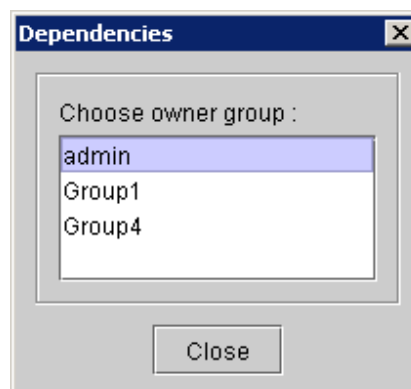 Dependencies
Choose owner group :
admin
Group1
Group4
Close